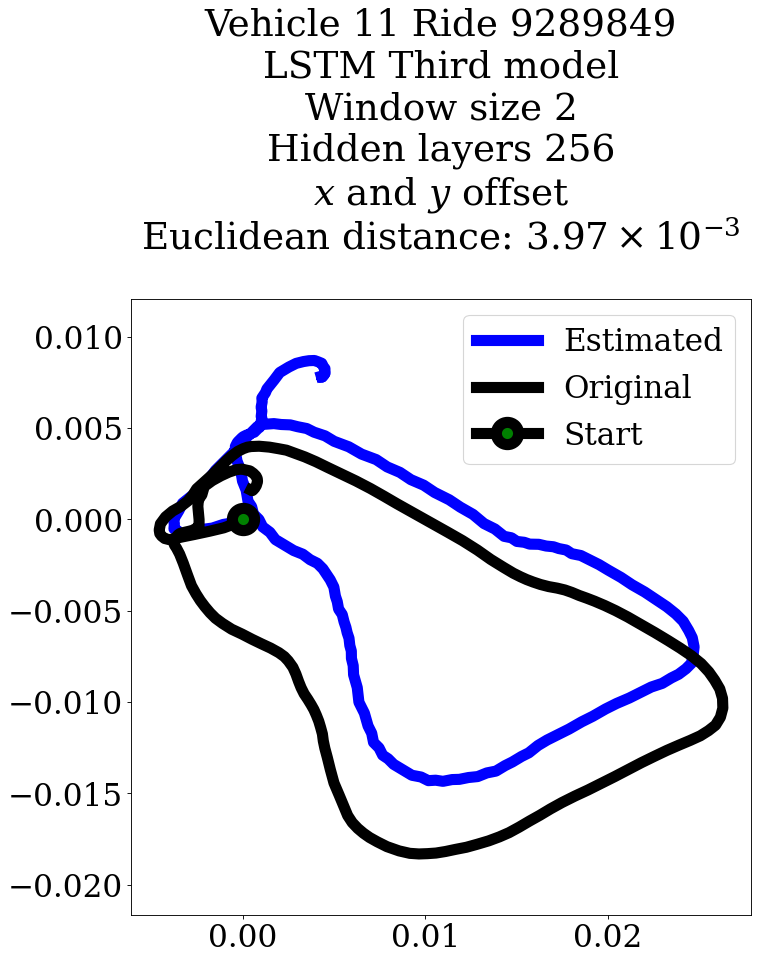 Vehicle 11 Ride 9289849
LSTM Third model
Window size 2
Hidden layers 256
x and y offset
Euclidean distance: 3.97 × 10⁻³
Estimated
Original
Start
0.010
0.005
0.000
−0.005
−0.010
−0.015
−0.020
0.00 0.01 0.02